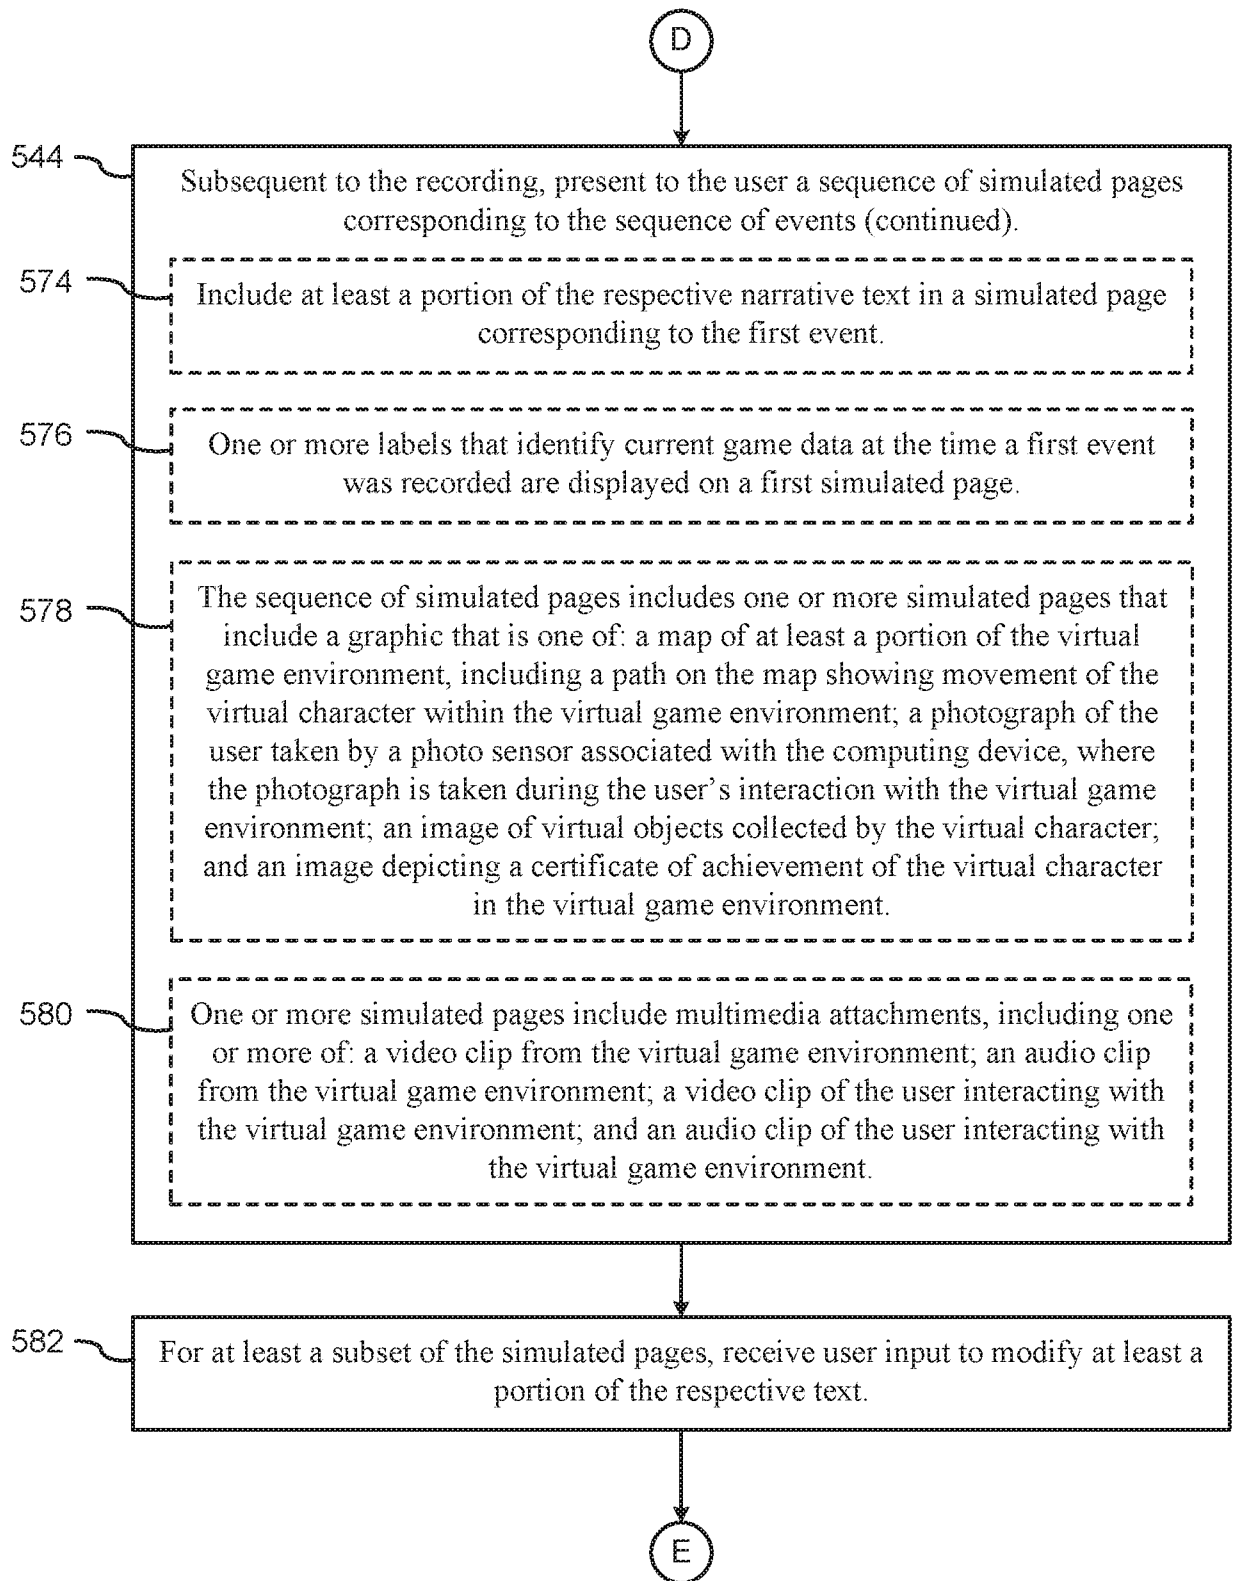 D
544
Subsequent to the recording, present to the user a sequence of simulated pages
corresponding to the sequence of events (continued).
574
Include at least a portion of the respective narrative text in a simulated page
corresponding to the first event.
576
One or more labels that identify current game data at the time a first event
was recorded are displayed on a first simulated page.
578
The sequence of simulated pages includes one or more simulated pages that
include a graphic that is one of: a map of at least a portion of the virtual
game environment, including a path on the map showing movement of the
virtual character within the virtual game environment; a photograph of the
user taken by a photo sensor associated with the computing device, where
the photograph is taken during the user's interaction with the virtual game
environment; an image of virtual objects collected by the virtual character;
and an image depicting a certificate of achievement of the virtual character
in the virtual game environment.
580
One or more simulated pages include multimedia attachments, including one
or more of: a video clip from the virtual game environment; an audio clip
from the virtual game environment; a video clip of the user interacting with
the virtual game environment; and an audio clip of the user interacting with
the virtual game environment.
582
For at least a subset of the simulated pages, receive user input to modify at least a
portion of the respective text.
E